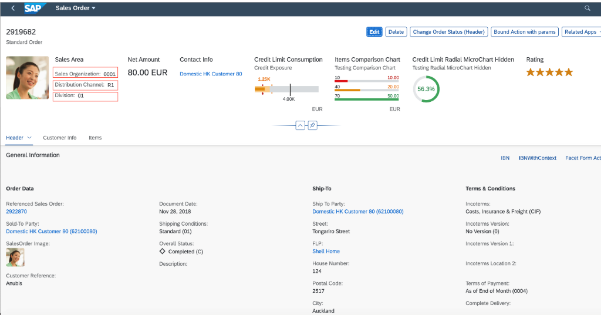 SAP Sales Order
2919662
Standard Order
Edit Delete Change Order Status (Header) Bound Action with params Related Apps
Sales Area
Sales Organization: 0001
Distribution Channel: R1
Division: 01
Net Amount
80.00 EUR
Contact Info
Domestic HK Customer 80
Credit Limit Consumption
Credit Exposure
1.25K
4.00K
EUR
Items Comparison Chart
Testing Comparison Chart
10 10.00
40 20.00
70 50.00
EUR
Credit Limit Radial MicroChart Hidden
Testing Radial MicroChart Hidden
56.3%
Rating
Header Customer Info Items
General Information
IBNWithContext Facet Form Act
Order Data
Referenced Sales Order:
2922870
Sold-To Party:
Domestic HK Customer 80 (62100080)
SalesOrder Image:
Customer Reference:
Anubis
Document Date:
Nov 28, 2018
Shipping Conditions:
Standard (01)
Overall Status:
Completed (C)
Description:
Ship-To
Ship To Party:
Domestic HK Customer 80 (62100080)
Street:
Tongariro Street
FLP:
Shell Home
House Number:
124
Postal Code:
2517
City:
Auckland
Terms & Conditions
Incoterms:
Costs, Insurance & Freight (CIF)
Incoterms Version:
No Version (0)
Incoterms Version 1:
Incoterms Location 2:
Terms of Payment:
As of End of Month (0004)
Complete Delivery: